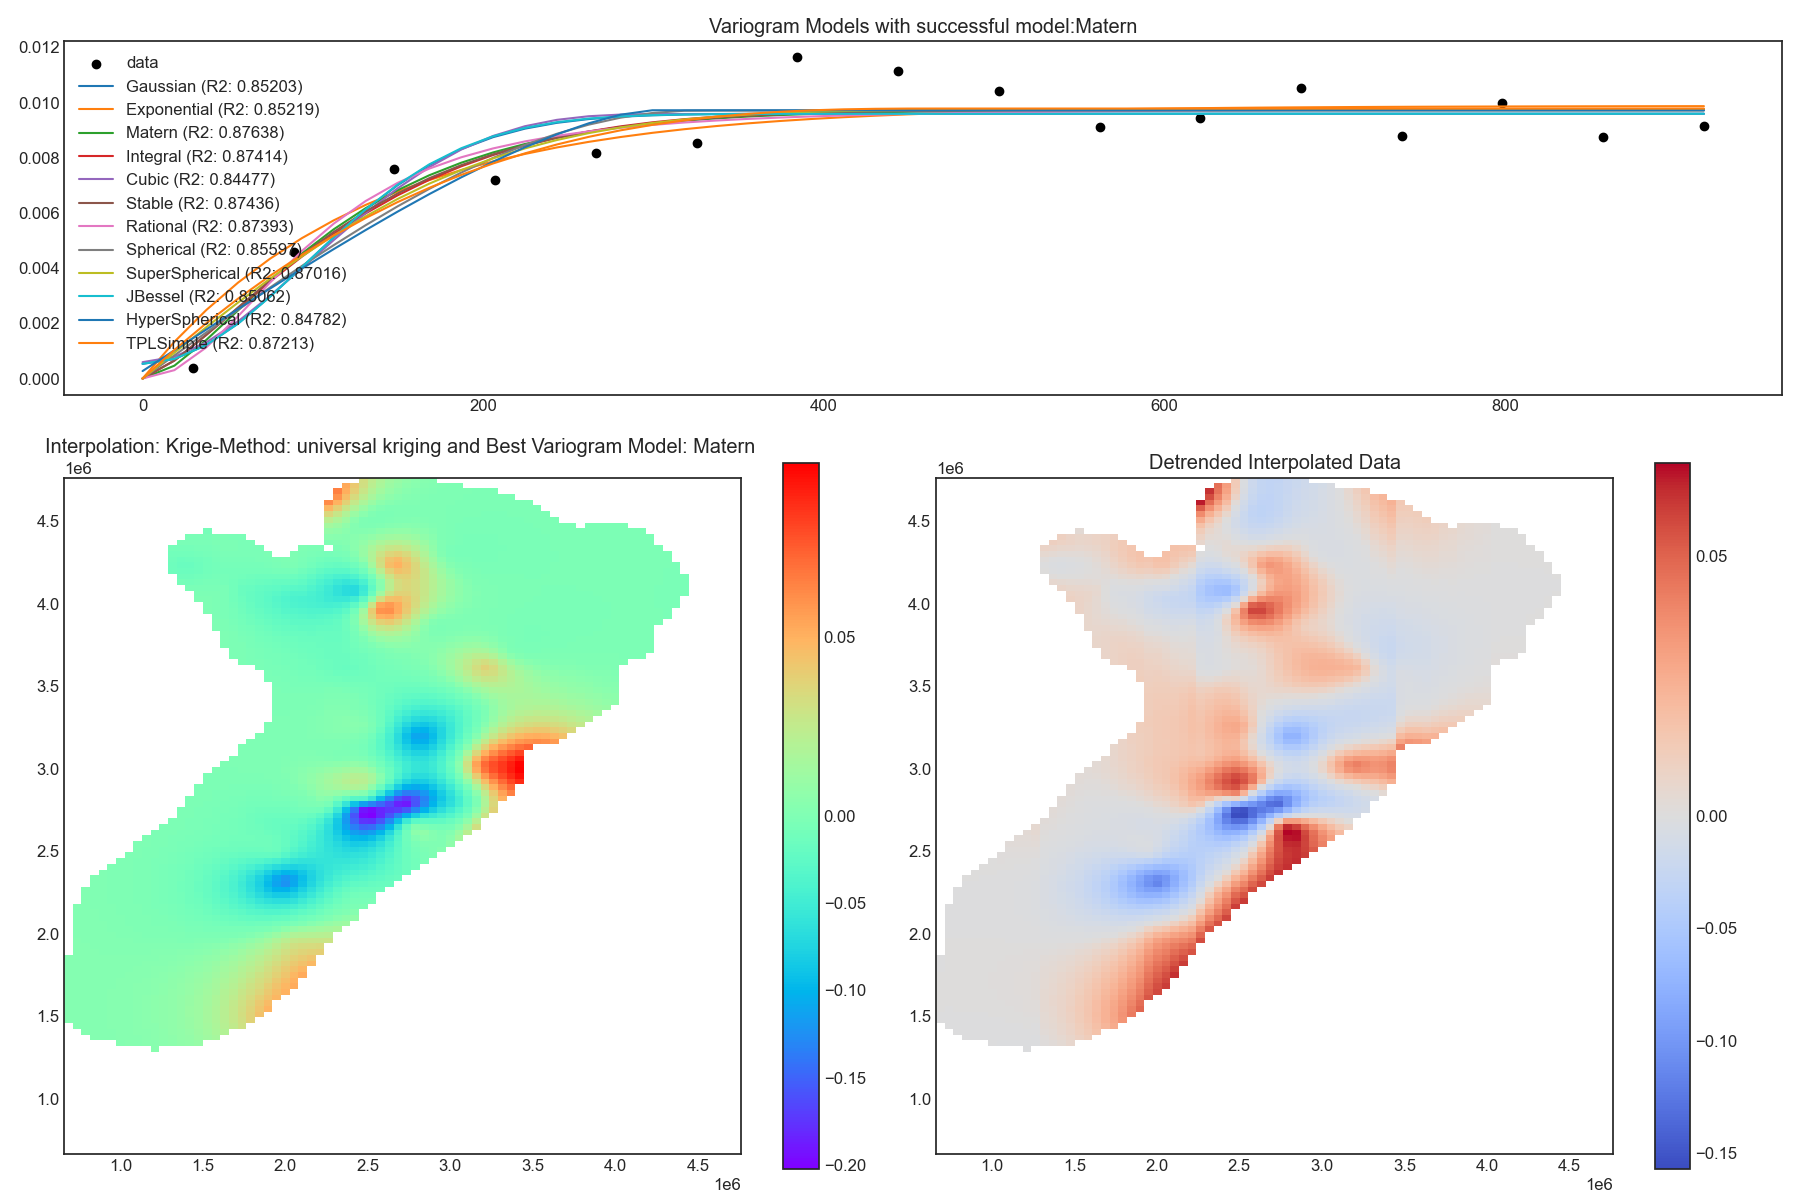 Variogram Models with successful model:Matern
0.012
0.010
0.008
0.006
0.004
0.002
0.000
data
Gaussian (R2: 0.85203)
Exponential (R2: 0.85219)
Matern (R2: 0.87638)
Integral (R2: 0.87414)
Cubic (R2: 0.84477)
Stable (R2: 0.87436)
Rational (R2: 0.87393)
Spherical (R2: 0.85597)
SuperSpherical (R2: 0.87016)
JBessel (R2: 0.85062)
HyperSpherical (R2: 0.84782)
TPLSimple (R2: 0.87213)
0 200 400 600 800
Interpolation: Krige-Method: universal kriging and Best Variogram Model: Matern
1e6
4.5
4.0
3.5
3.0
2.5
2.0
1.5
1.0
1.0 1.5 2.0 2.5 3.0 3.5 4.0 4.5
1e6
0.05
0.00
−0.05
−0.10
−0.15
−0.20
Detrended Interpolated Data
1e6
4.5
4.0
3.5
3.0
2.5
2.0
1.5
1.0
1.0 1.5 2.0 2.5 3.0 3.5 4.0 4.5
1e6
0.05
0.00
−0.05
−0.10
−0.15